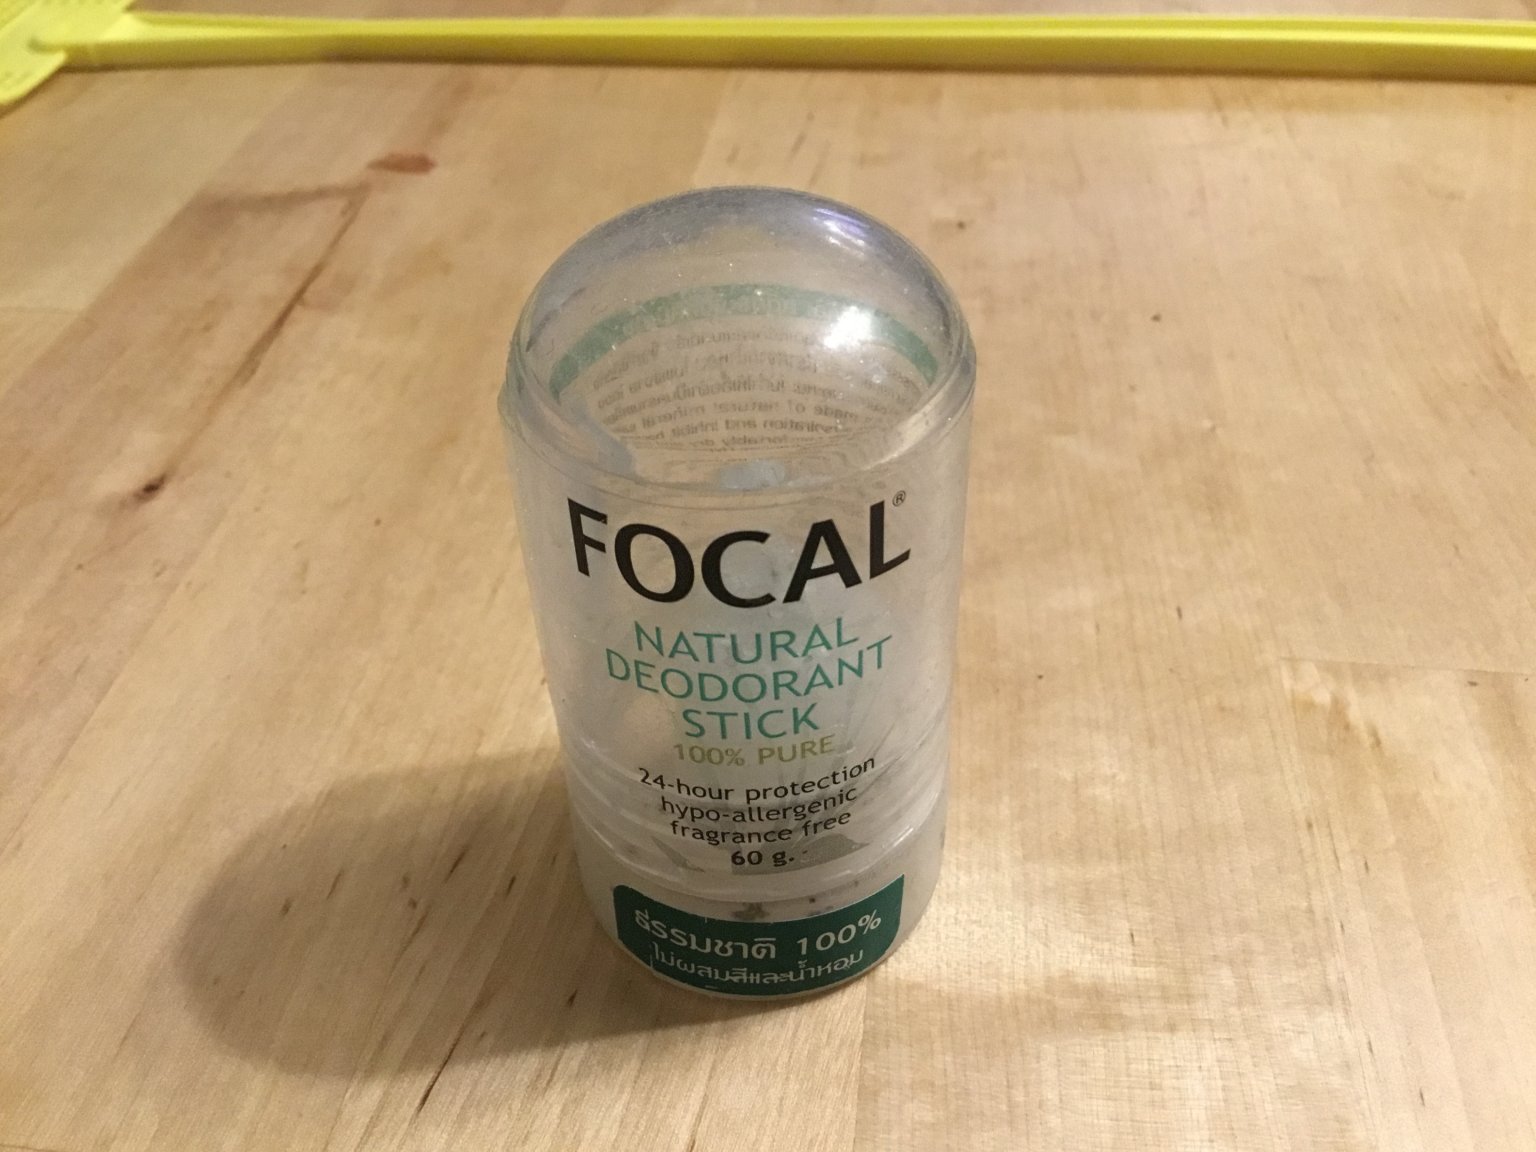 FOCAL®
NATURAL
DEODORANT
STICK
100% PURE
24-hour protection
hypo-allergenic
fragrance free
60 g.
ธรรมชาติ 100%
ไม่ผสมสีและน้ำหอม